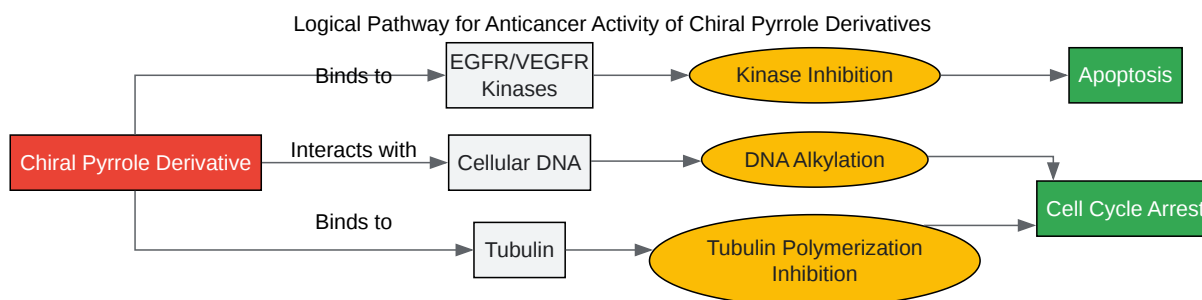 Logical Pathway for Anticancer Activity of Chiral Pyrrole Derivatives
Binds to
EGFR/VEGFR
Kinases
Kinase Inhibition
Apoptosis
Chiral Pyrrole Derivative
Interacts with
Cellular DNA
DNA Alkylation
Cell Cycle Arrest
Binds to
Tubulin
Tubulin Polymerization
Inhibition